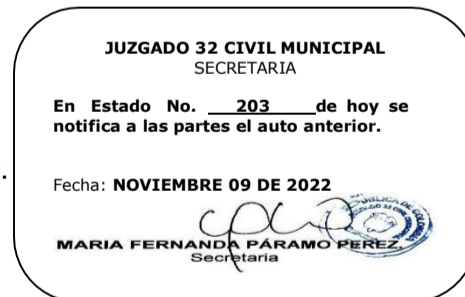 JUZGADO 32 CIVIL MUNICIPAL
SECRETARIA
En Estado No. 203 de hoy se
notifica a las partes el auto anterior.
Fecha: NOVIEMBRE 09 DE 2022
MARIA FERNANDA PÁRAMO PEREZ.
Secretaria